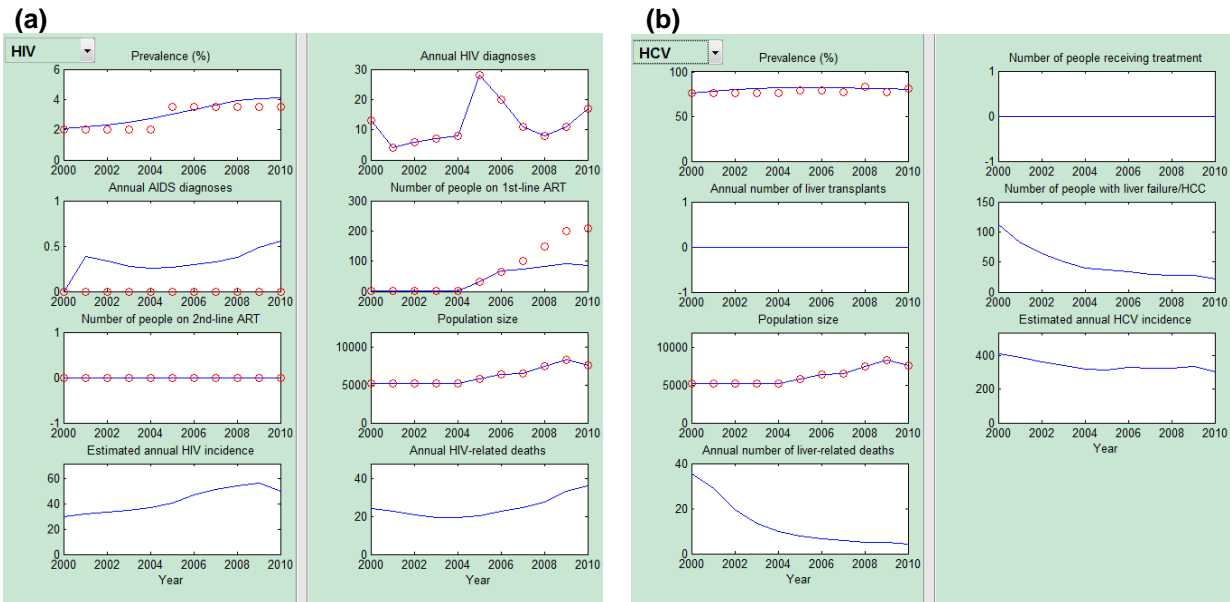 (a)
HIV
Prevalence (%)
6
4
2
0
2000 2002 2004 2006 2008 2010
Annual HIV diagnoses
30
20
10
0
2000 2002 2004 2006 2008 2010
Annual AIDS diagnoses
1
0.5
0
2000 2002 2004 2006 2008 2010
Number of people on 1st-line ART
300
200
100
0
2000 2002 2004 2006 2008 2010
Number of people on 2nd-line ART
1
0
-1
2000 2002 2004 2006 2008 2010
Population size
10000
5000
0
2000 2002 2004 2006 2008 2010
Estimated annual HIV incidence
60
40
20
0
2000 2002 2004 2006 2008 2010
Year
Annual HIV-related deaths
40
20
0
2000 2002 2004 2006 2008 2010
Year
(b)
HCV
Prevalence (%)
100
50
0
2000 2002 2004 2006 2008 2010
Number of people receiving treatment
1
0
-1
2000 2002 2004 2006 2008 2010
Annual number of liver transplants
1
0
-1
2000 2002 2004 2006 2008 2010
Number of people with liver failure/HCC
150
100
50
0
2000 2002 2004 2006 2008 2010
Population size
10000
5000
0
2000 2002 2004 2006 2008 2010
Estimated annual HCV incidence
400
200
0
2000 2002 2004 2006 2008 2010
Year
Annual number of liver-related deaths
40
20
0
2000 2002 2004 2006 2008 2010
Year